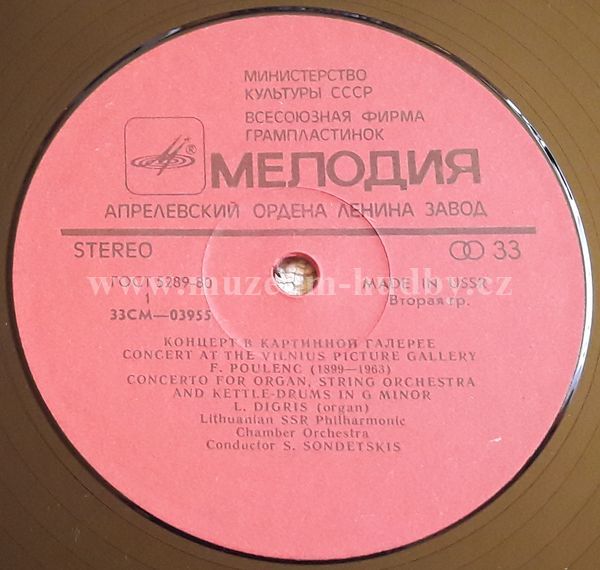 МИНИСТЕРСТВО
КУЛЬТУРЫ СССР
ВСЕСОЮЗНАЯ ФИРМА
ГРАМПЛАСТИНОК
®
МЕЛОДИЯ
АПРЕЛЕВСКИЙ ОРДЕНА ЛЕНИНА ЗАВОД
STEREO 33
ГОСТ 5289-80 MADE IN USSR
1 Вторая гр.
33СМ—03955
www.muzeum-hudby.cz
КОНЦЕРТ В КАРТИННОЙ ГАЛЕРЕЕ
CONCERT AT THE VILNIUS PICTURE GALLERY
F. POULENC (1899—1963)
CONCERTO FOR ORGAN, STRING ORCHESTRA
AND KETTLE-DRUMS IN G MINOR
L. DIGRIS (organ)
Lithuanian SSR Philharmonic
Chamber Orchestra
Conductor S. SONDETSKIS